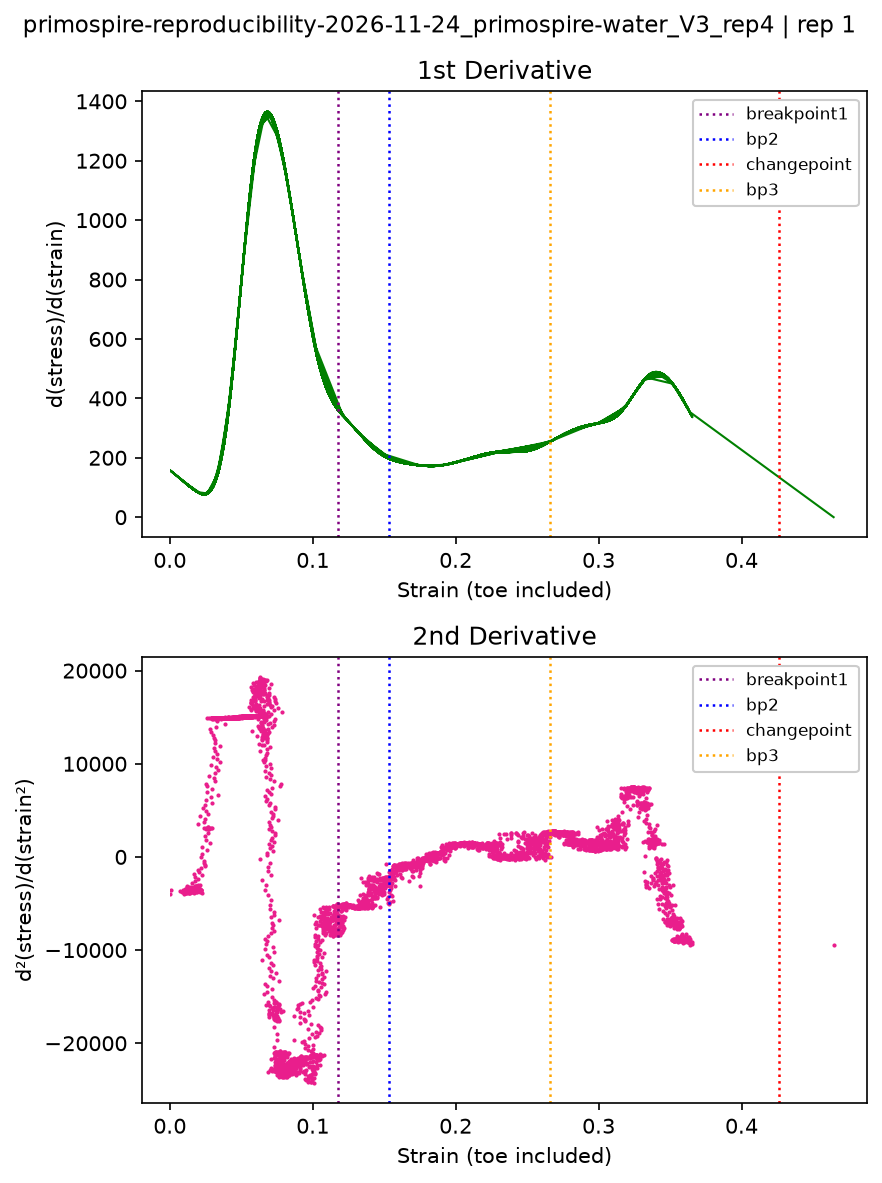 primospire-reproducibility-2026-11-24_primospire-water_V3_rep4 | rep 1
1st Derivative
1400
1200
1000
800
600
400
200
0
d(stress)/d(strain)
breakpoint1
bp2
changepoint
bp3
0.0 0.1 0.2 0.3 0.4
Strain (toe included)
2nd Derivative
20000
10000
0
−10000
−20000
d²(stress)/d(strain²)
breakpoint1
bp2
changepoint
bp3
0.0 0.1 0.2 0.3 0.4
Strain (toe included)